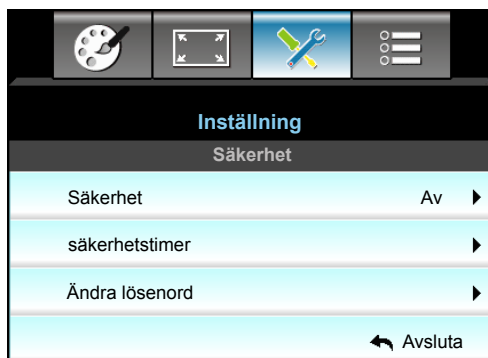 Inställning
Säkerhet
Säkerhet Av
säkerhetstimer
Ändra lösenord
Avsluta